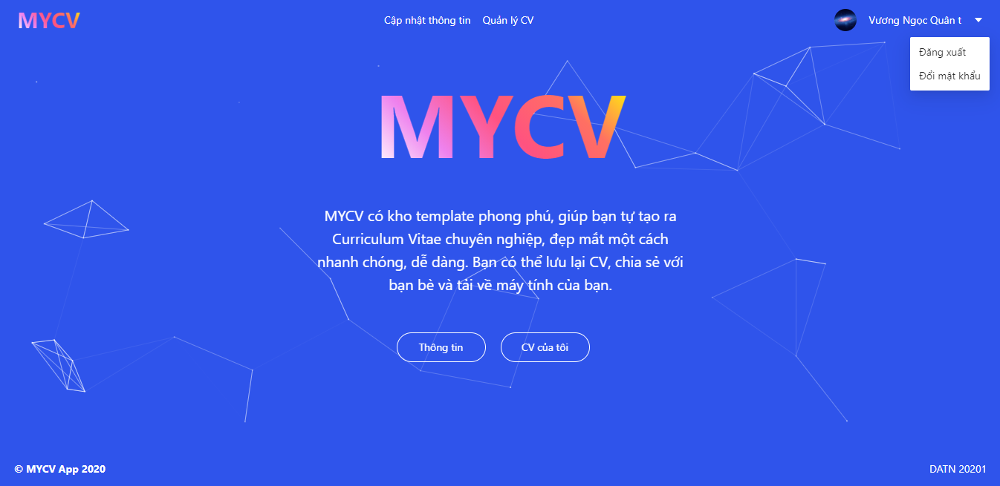 MYCV
Cập nhật thông tin
Quản lý CV
Vương Ngọc Quân t
Đăng xuất
Đổi mật khẩu
MYCV
MYCV có kho template phong phú, giúp bạn tự tạo ra
Curriculum Vitae chuyên nghiệp, đẹp mắt một cách
nhanh chóng, dễ dàng. Bạn có thể lưu lại CV, chia sẻ với
bạn bè và tải về máy tính của bạn.
Thông tin
CV của tôi
© MYCV App 2020
DATN 20201